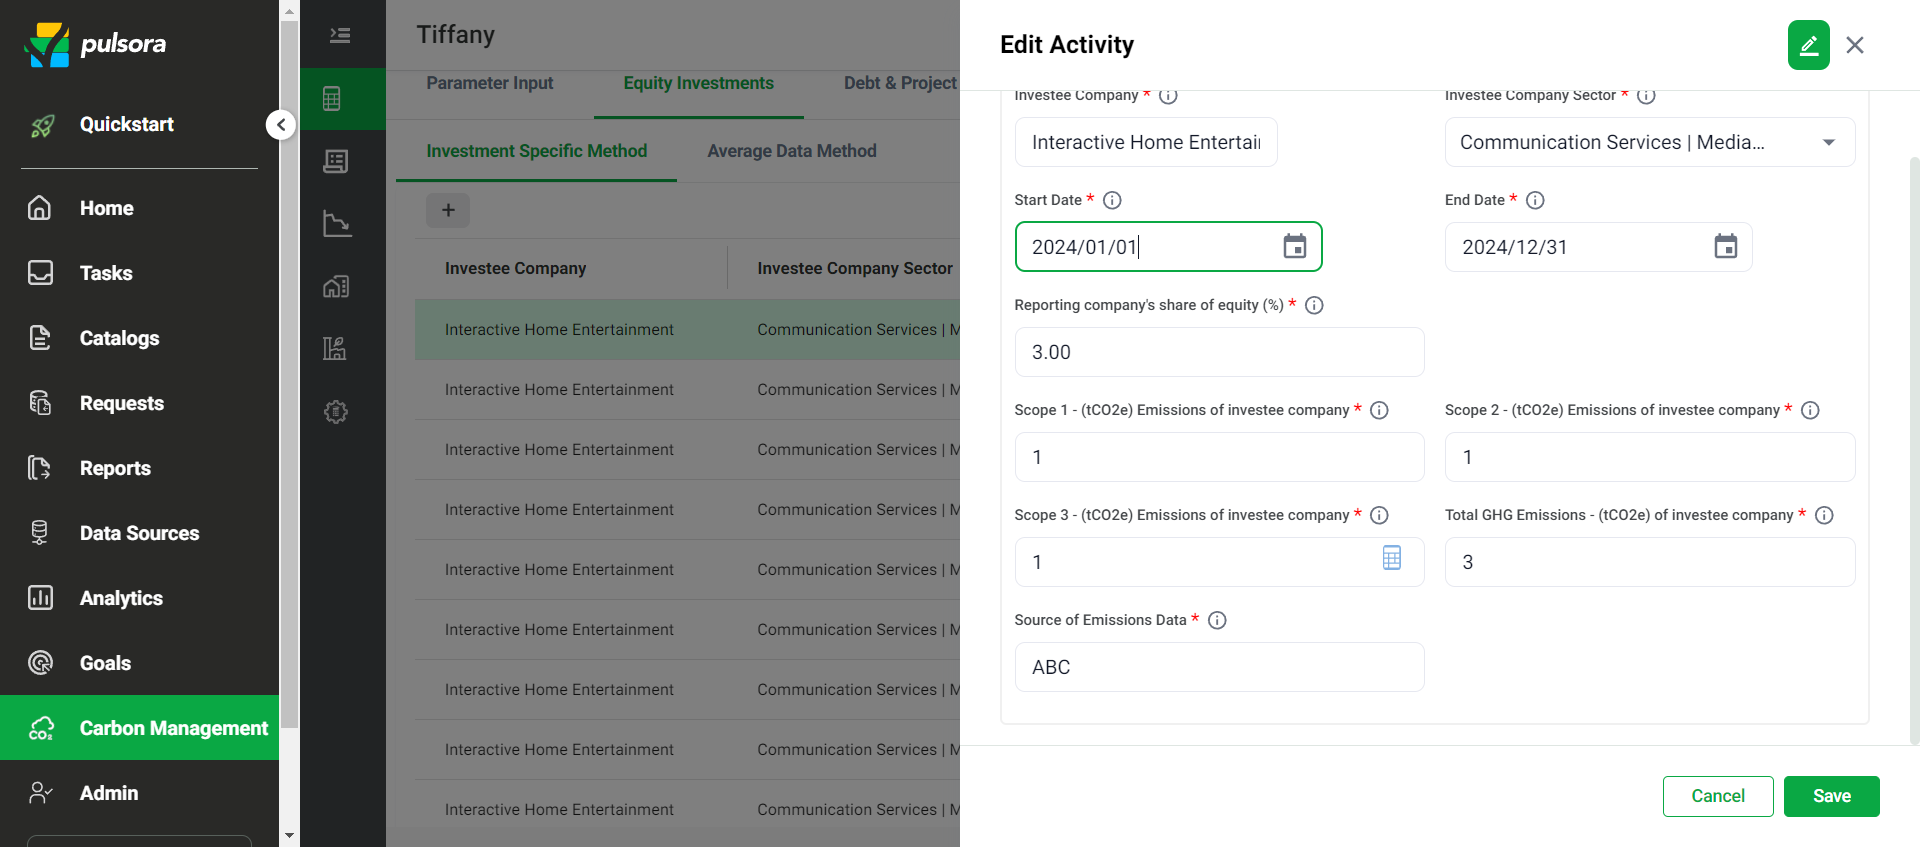 pulsora
Quickstart
Home
Tasks
Catalogs
Requests
Reports
Data Sources
Analytics
Goals
CO₂ Carbon Management
Admin
Tiffany
Parameter Input Equity Investments Debt & Project
Investment Specific Method Average Data Method
+
Investee Company Investee Company Sector
Interactive Home Entertainment Communication Services | M
Interactive Home Entertainment Communication Services | M
Interactive Home Entertainment Communication Services | M
Interactive Home Entertainment Communication Services | M
Interactive Home Entertainment Communication Services | M
Interactive Home Entertainment Communication Services | M
Interactive Home Entertainment Communication Services | M
Interactive Home Entertainment Communication Services | M
Interactive Home Entertainment Communication Services | M
Edit Activity
Investee Company * Investee Company Sector *
Interactive Home Entertai Communication Services | Media...
Start Date * End Date *
2024/01/01 2024/12/31
Reporting company's share of equity (%) *
3.00
Scope 1 - (tCO2e) Emissions of investee company * Scope 2 - (tCO2e) Emissions of investee company *
1 1
Scope 3 - (tCO2e) Emissions of investee company * Total GHG Emissions - (tCO2e) of investee company *
1 3
Source of Emissions Data *
ABC
Cancel Save